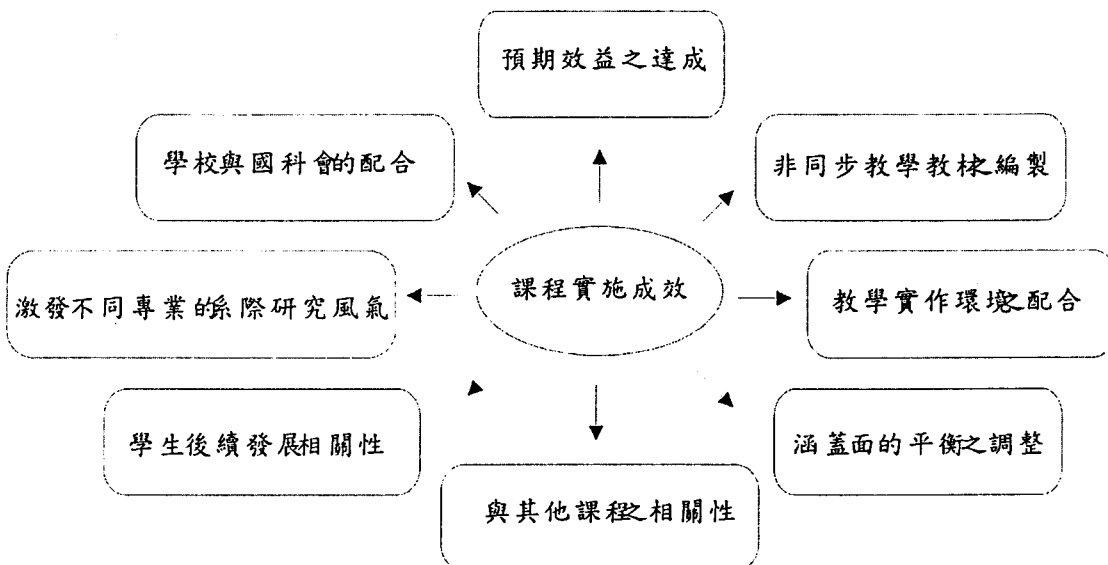 預期效益之達成
學校與國科會的配合
非同步教學教材之編製
課程實施成效
激發不同專業的系際研究風氣
教學實作環境之配合
學生後續發展相關性
涵蓋面的平衡之調整
與其他課程之相關性